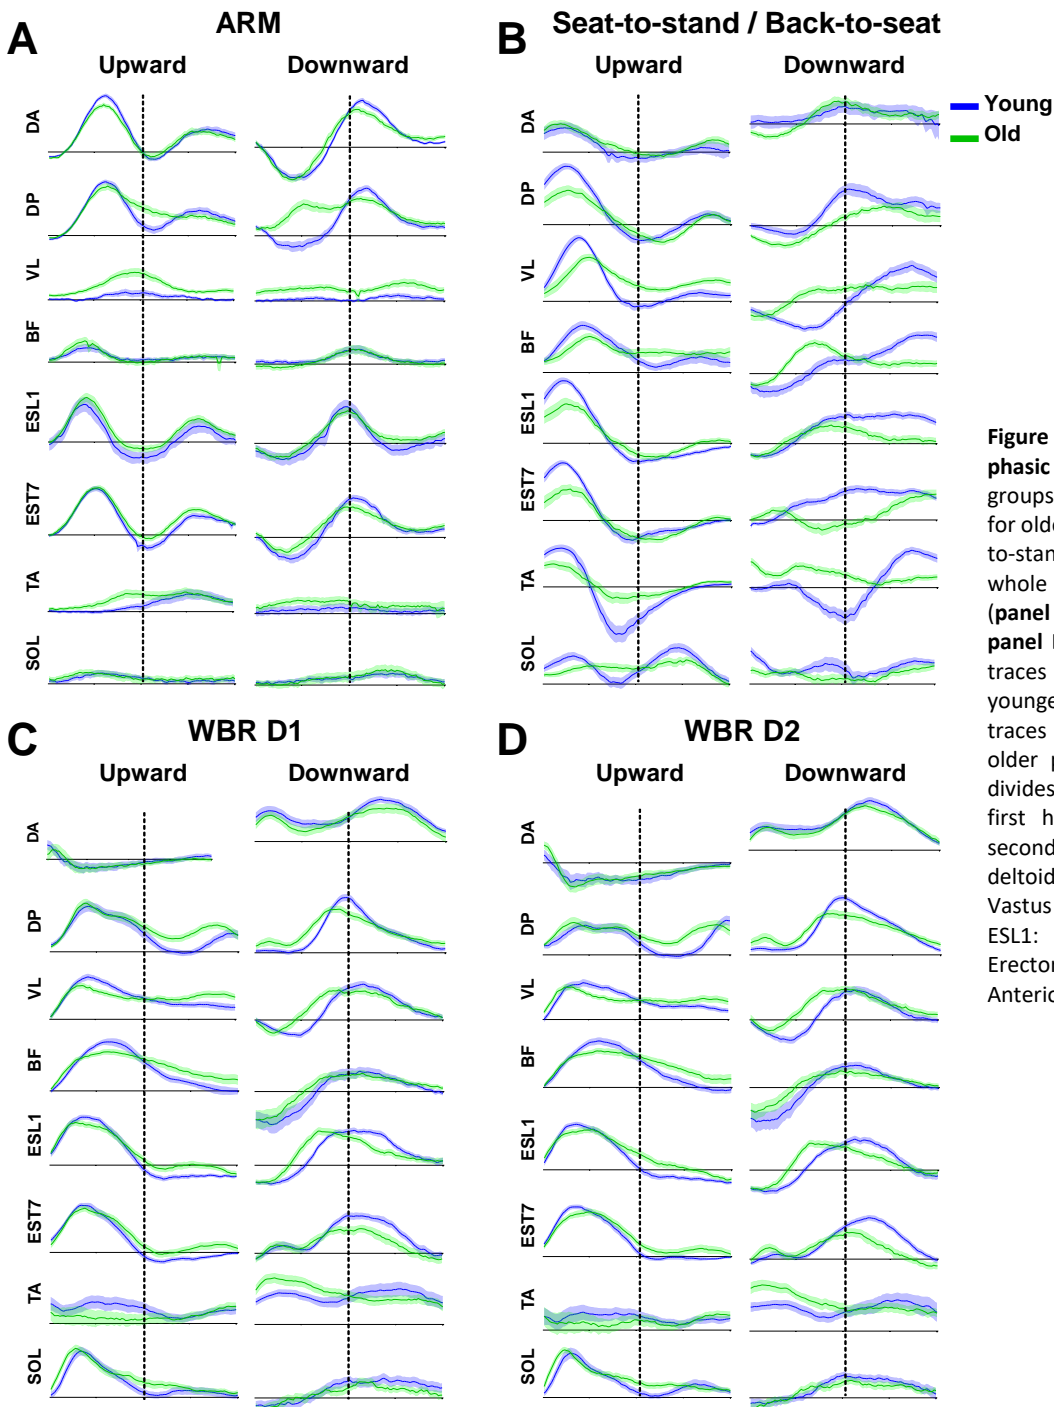 A
ARM
Upward
Downward
DA
DP
VL
BF
ESL1
EST7
TA
SOL
B
Seat-to-stand / Back-to-seat
Upward
Downward
DA
DP
VL
BF
ESL1
EST7
TA
SOL
Young
Old
C
WBR D1
Upward
Downward
DA
DP
VL
BF
ESL1
EST7
TA
SOL
D
WBR D2
Upward
Downward
DA
DP
VL
BF
ESL1
EST7
TA
SOL
Figure
phasic
groups
for olde
to-stan
whole
(panel
panel
traces
younge
traces
older p
divides
first h
second
deltoid
Vastus
ESL1:
Erector
Anterio